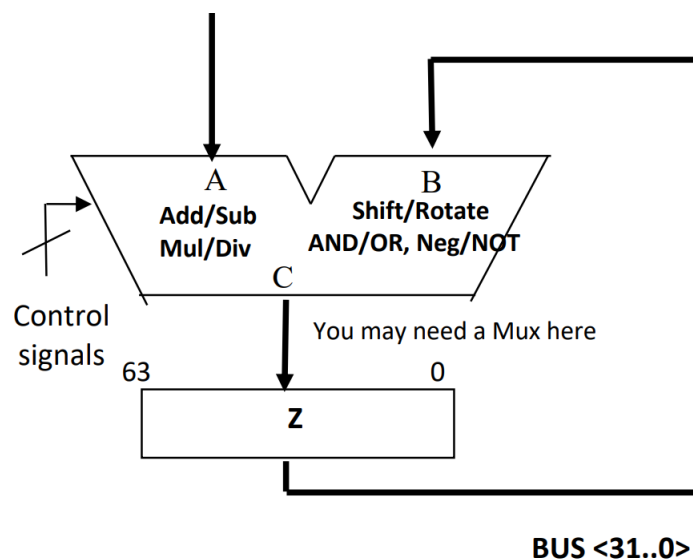 A
B
Add/Sub
Mul/Div
Shift/Rotate
AND/OR, Neg/NOT
C
Control
signals
You may need a Mux here
63
0
Z
BUS <31..0>